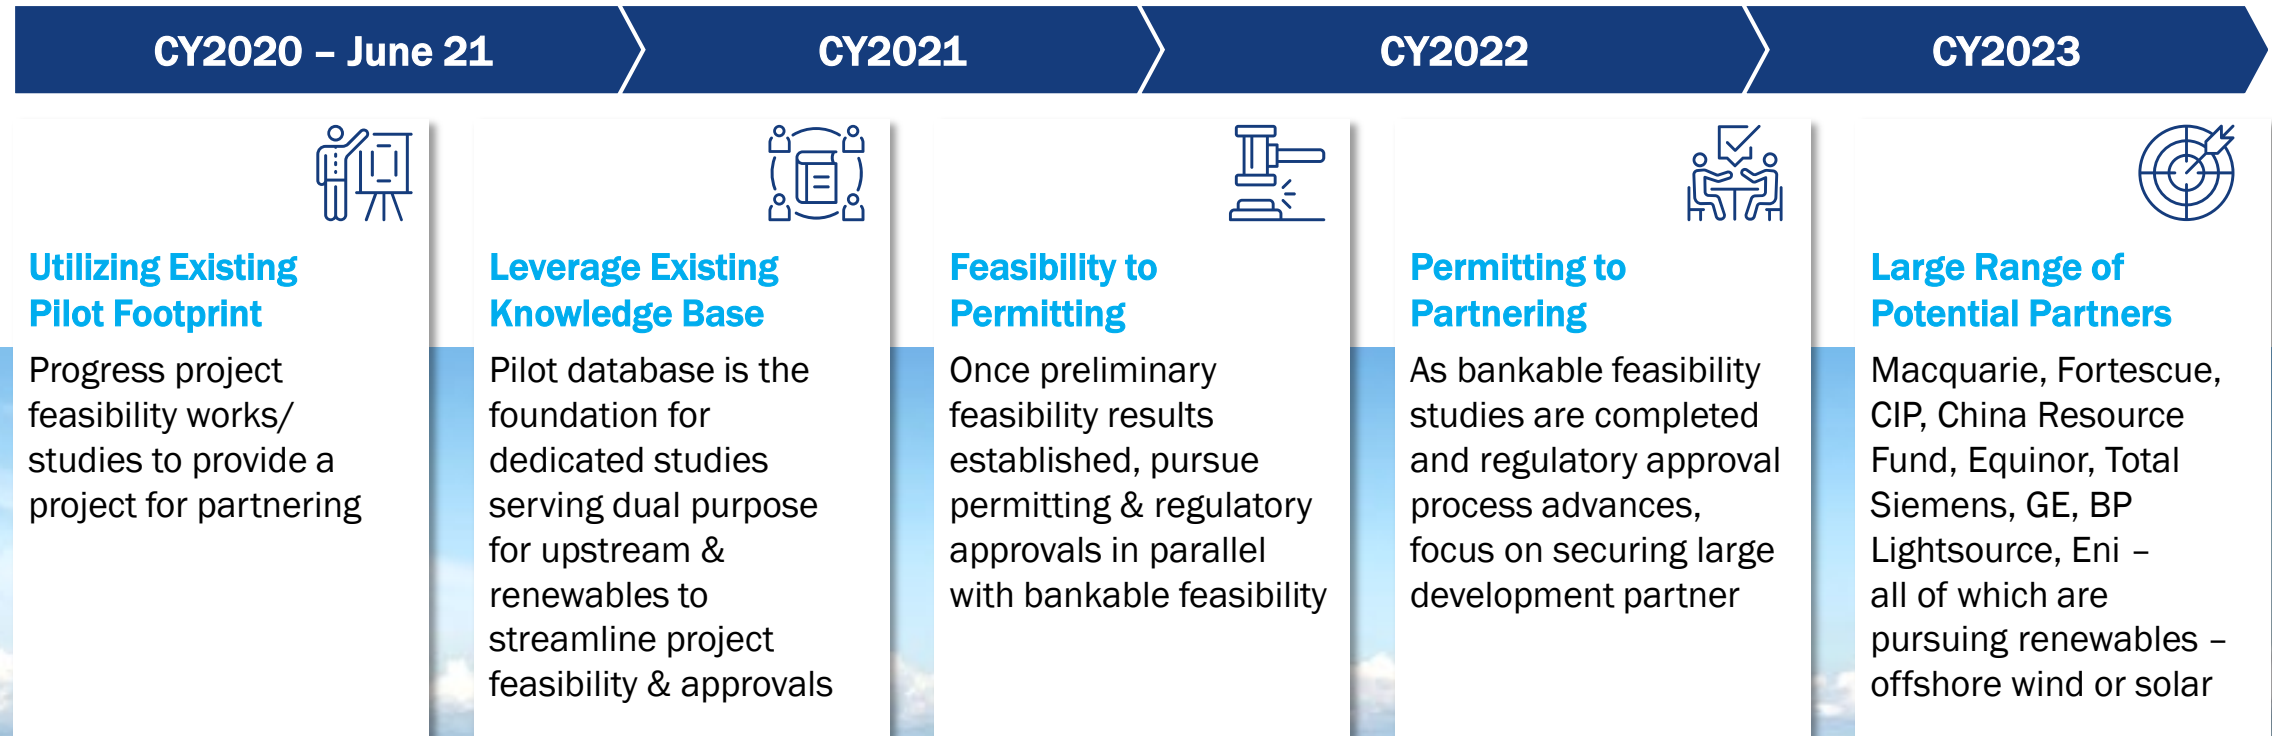 CY2020 – June 21
CY2021
CY2022
CY2023
Utilizing Existing
Pilot Footprint
Progress project
feasibility works/
studies to provide a
project for partnering
Leverage Existing
Knowledge Base
Pilot database is the
foundation for
dedicated studies
serving dual purpose
for upstream &
renewables to
streamline project
feasibility & approvals
Feasibility to
Permitting
Once preliminary
feasibility results
established, pursue
permitting & regulatory
approvals in parallel
with bankable feasibility
Permitting to
Partnering
As bankable feasibility
studies are completed
and regulatory approval
process advances,
focus on securing large
development partner
Large Range of
Potential Partners
Macquarie, Fortescue,
CIP, China Resource
Fund, Equinor, Total
Siemens, GE, BP
Lightsource, Eni –
all of which are
pursuing renewables –
offshore wind or solar